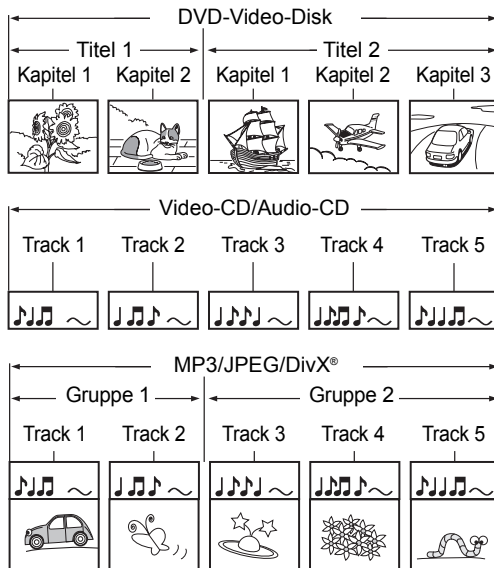 DVD-Video-Disk
Titel 1 Titel 2
Kapitel 1 Kapitel 2 Kapitel 1 Kapitel 2 Kapitel 3
Video-CD/Audio-CD
Track 1 Track 2 Track 3 Track 4 Track 5
MP3/JPEG/DivX®
Gruppe 1 Gruppe 2
Track 1 Track 2 Track 3 Track 4 Track 5